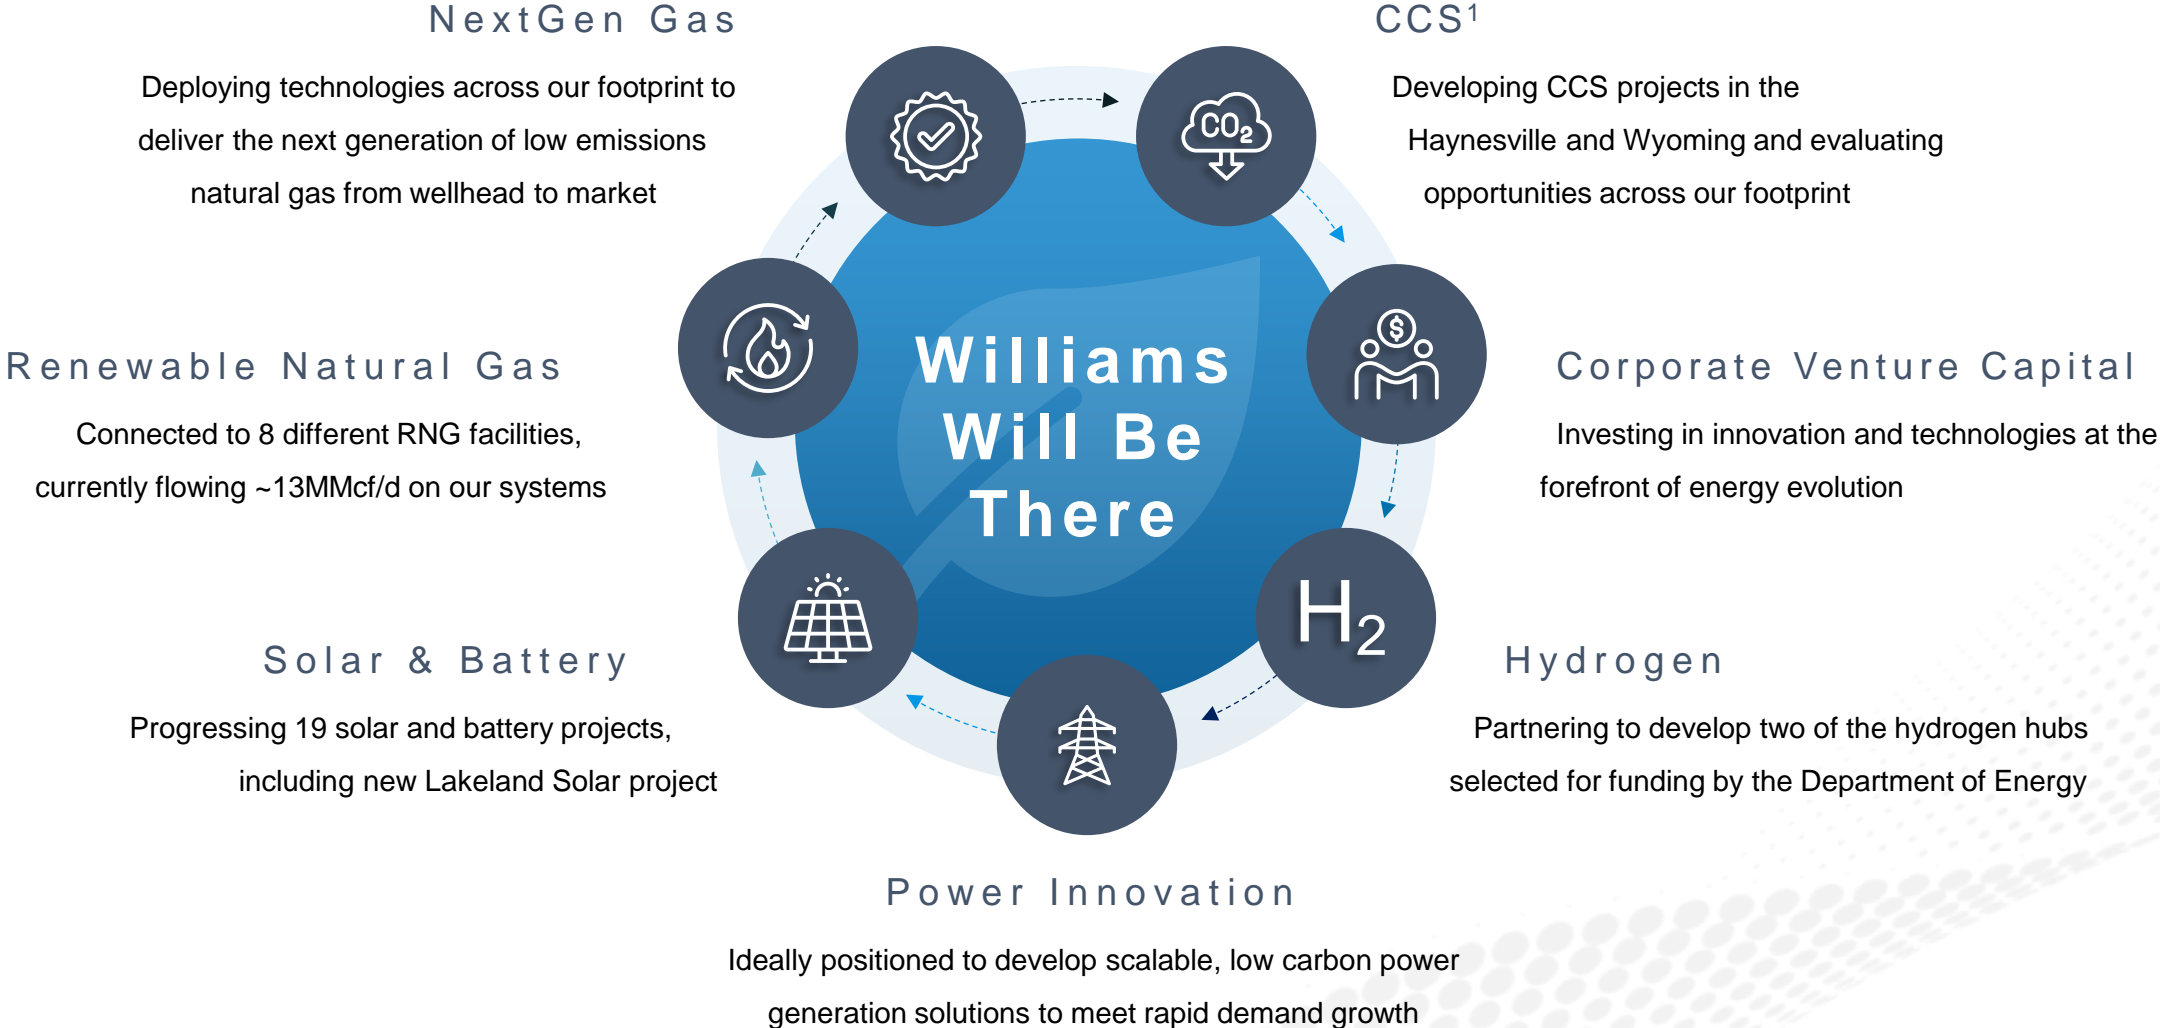 NextGen Gas
Deploying technologies across our footprint to
deliver the next generation of low emissions
natural gas from wellhead to market
CCS¹
Developing CCS projects in the
Haynesville and Wyoming and evaluating
opportunities across our footprint
CO₂
Renewable Natural Gas
Connected to 8 different RNG facilities,
currently flowing ~13MMcf/d on our systems
Williams
Will Be
There
$
Corporate Venture Capital
Investing in innovation and technologies at the
forefront of energy evolution
Solar & Battery
Progressing 19 solar and battery projects,
including new Lakeland Solar project
H₂
Hydrogen
Partnering to develop two of the hydrogen hubs
selected for funding by the Department of Energy
Power Innovation
Ideally positioned to develop scalable, low carbon power
generation solutions to meet rapid demand growth